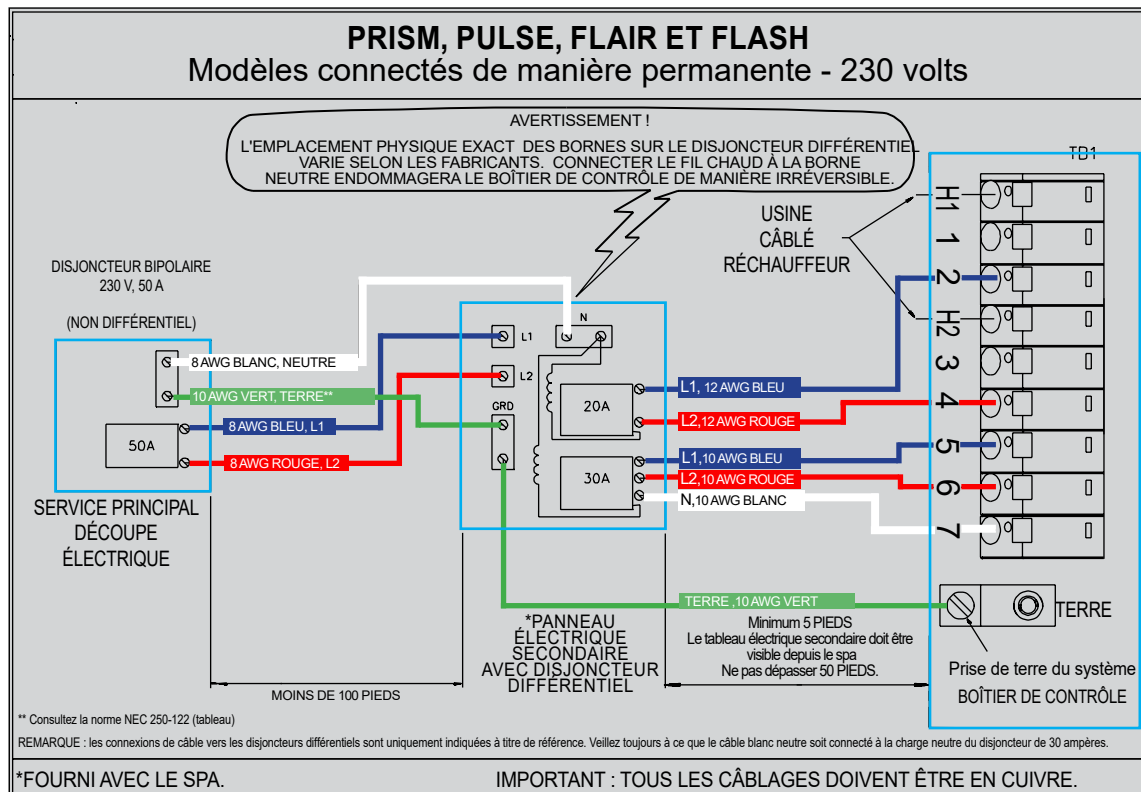 PRISM, PULSE, FLAIR ET FLASH
Modèles connectés de manière permanente - 230 volts
AVERTISSEMENT !
L'EMPLACEMENT PHYSIQUE EXACT DES BORNES SUR LE DISJONCTEUR DIFFÉRENTIEL
VARIE SELON LES FABRICANTS. CONNECTER LE FIL CHAUD À LA BORNE
NEUTRE ENDOMMAGERA LE BOÎTIER DE CONTRÔLE DE MANIÈRE IRRÉVERSIBLE.
TB1
H1
1
2
H2
3
4
5
6
7
USINE
CÂBLÉ
RÉCHAUFFEUR
DISJONCTEUR BIPOLAIRE
230 V, 50 A
(NON DIFFÉRENTIEL)
8 AWG BLANC, NEUTRE
10 AWG VERT, TERRE**
8 AWG BLEU, L1
8 AWG ROUGE, L2
50A
SERVICE PRINCIPAL
DÉCOUPE
ÉLECTRIQUE
N
L1
L2
GRD
20A
30A
L1, 12 AWG BLEU
L2,12 AWG ROUGE
L1,10 AWG BLEU
L2,10 AWG ROUGE
N,10 AWG BLANC
TERRE ,10 AWG VERT
*PANNEAU
ÉLECTRIQUE
SECONDAIRE
AVEC DISJONCTEUR
DIFFÉRENTIEL
Minimum 5 PIEDS
Le tableau électrique secondaire doit être
visible depuis le spa
Ne pas dépasser 50 PIEDS.
TERRE
Prise de terre du système
BOÎTIER DE CONTRÔLE
MOINS DE 100 PIEDS
** Consultez la norme NEC 250-122 (tableau)
REMARQUE : les connexions de câble vers les disjoncteurs différentiels sont uniquement indiquées à titre de référence. Veillez toujours à ce que le câble blanc neutre soit connecté à la charge neutre du disjoncteur de 30 ampères.
*FOURNI AVEC LE SPA.
IMPORTANT : TOUS LES CÂBLAGES DOIVENT ÊTRE EN CUIVRE.